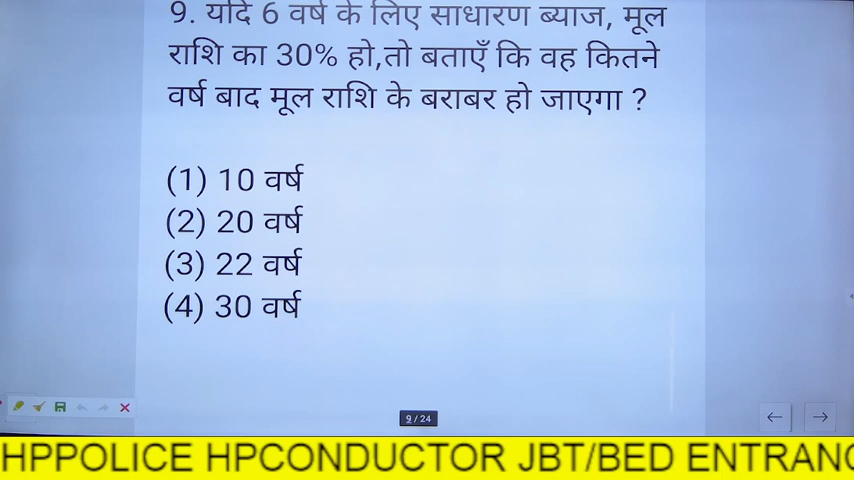 9. यदि 6 वर्ष के लिए साधारण ब्याज, मूल
राशि का 30% हो,तो बताएँ कि वह कितने
वर्ष बाद मूल राशि के बराबर हो जाएगा ?
(1) 10 वर्ष
(2) 20 वर्ष
(3) 22 वर्ष
(4) 30 वर्ष
9 / 24
HPPOLICE HPCONDUCTOR JBT/BED ENTRANC